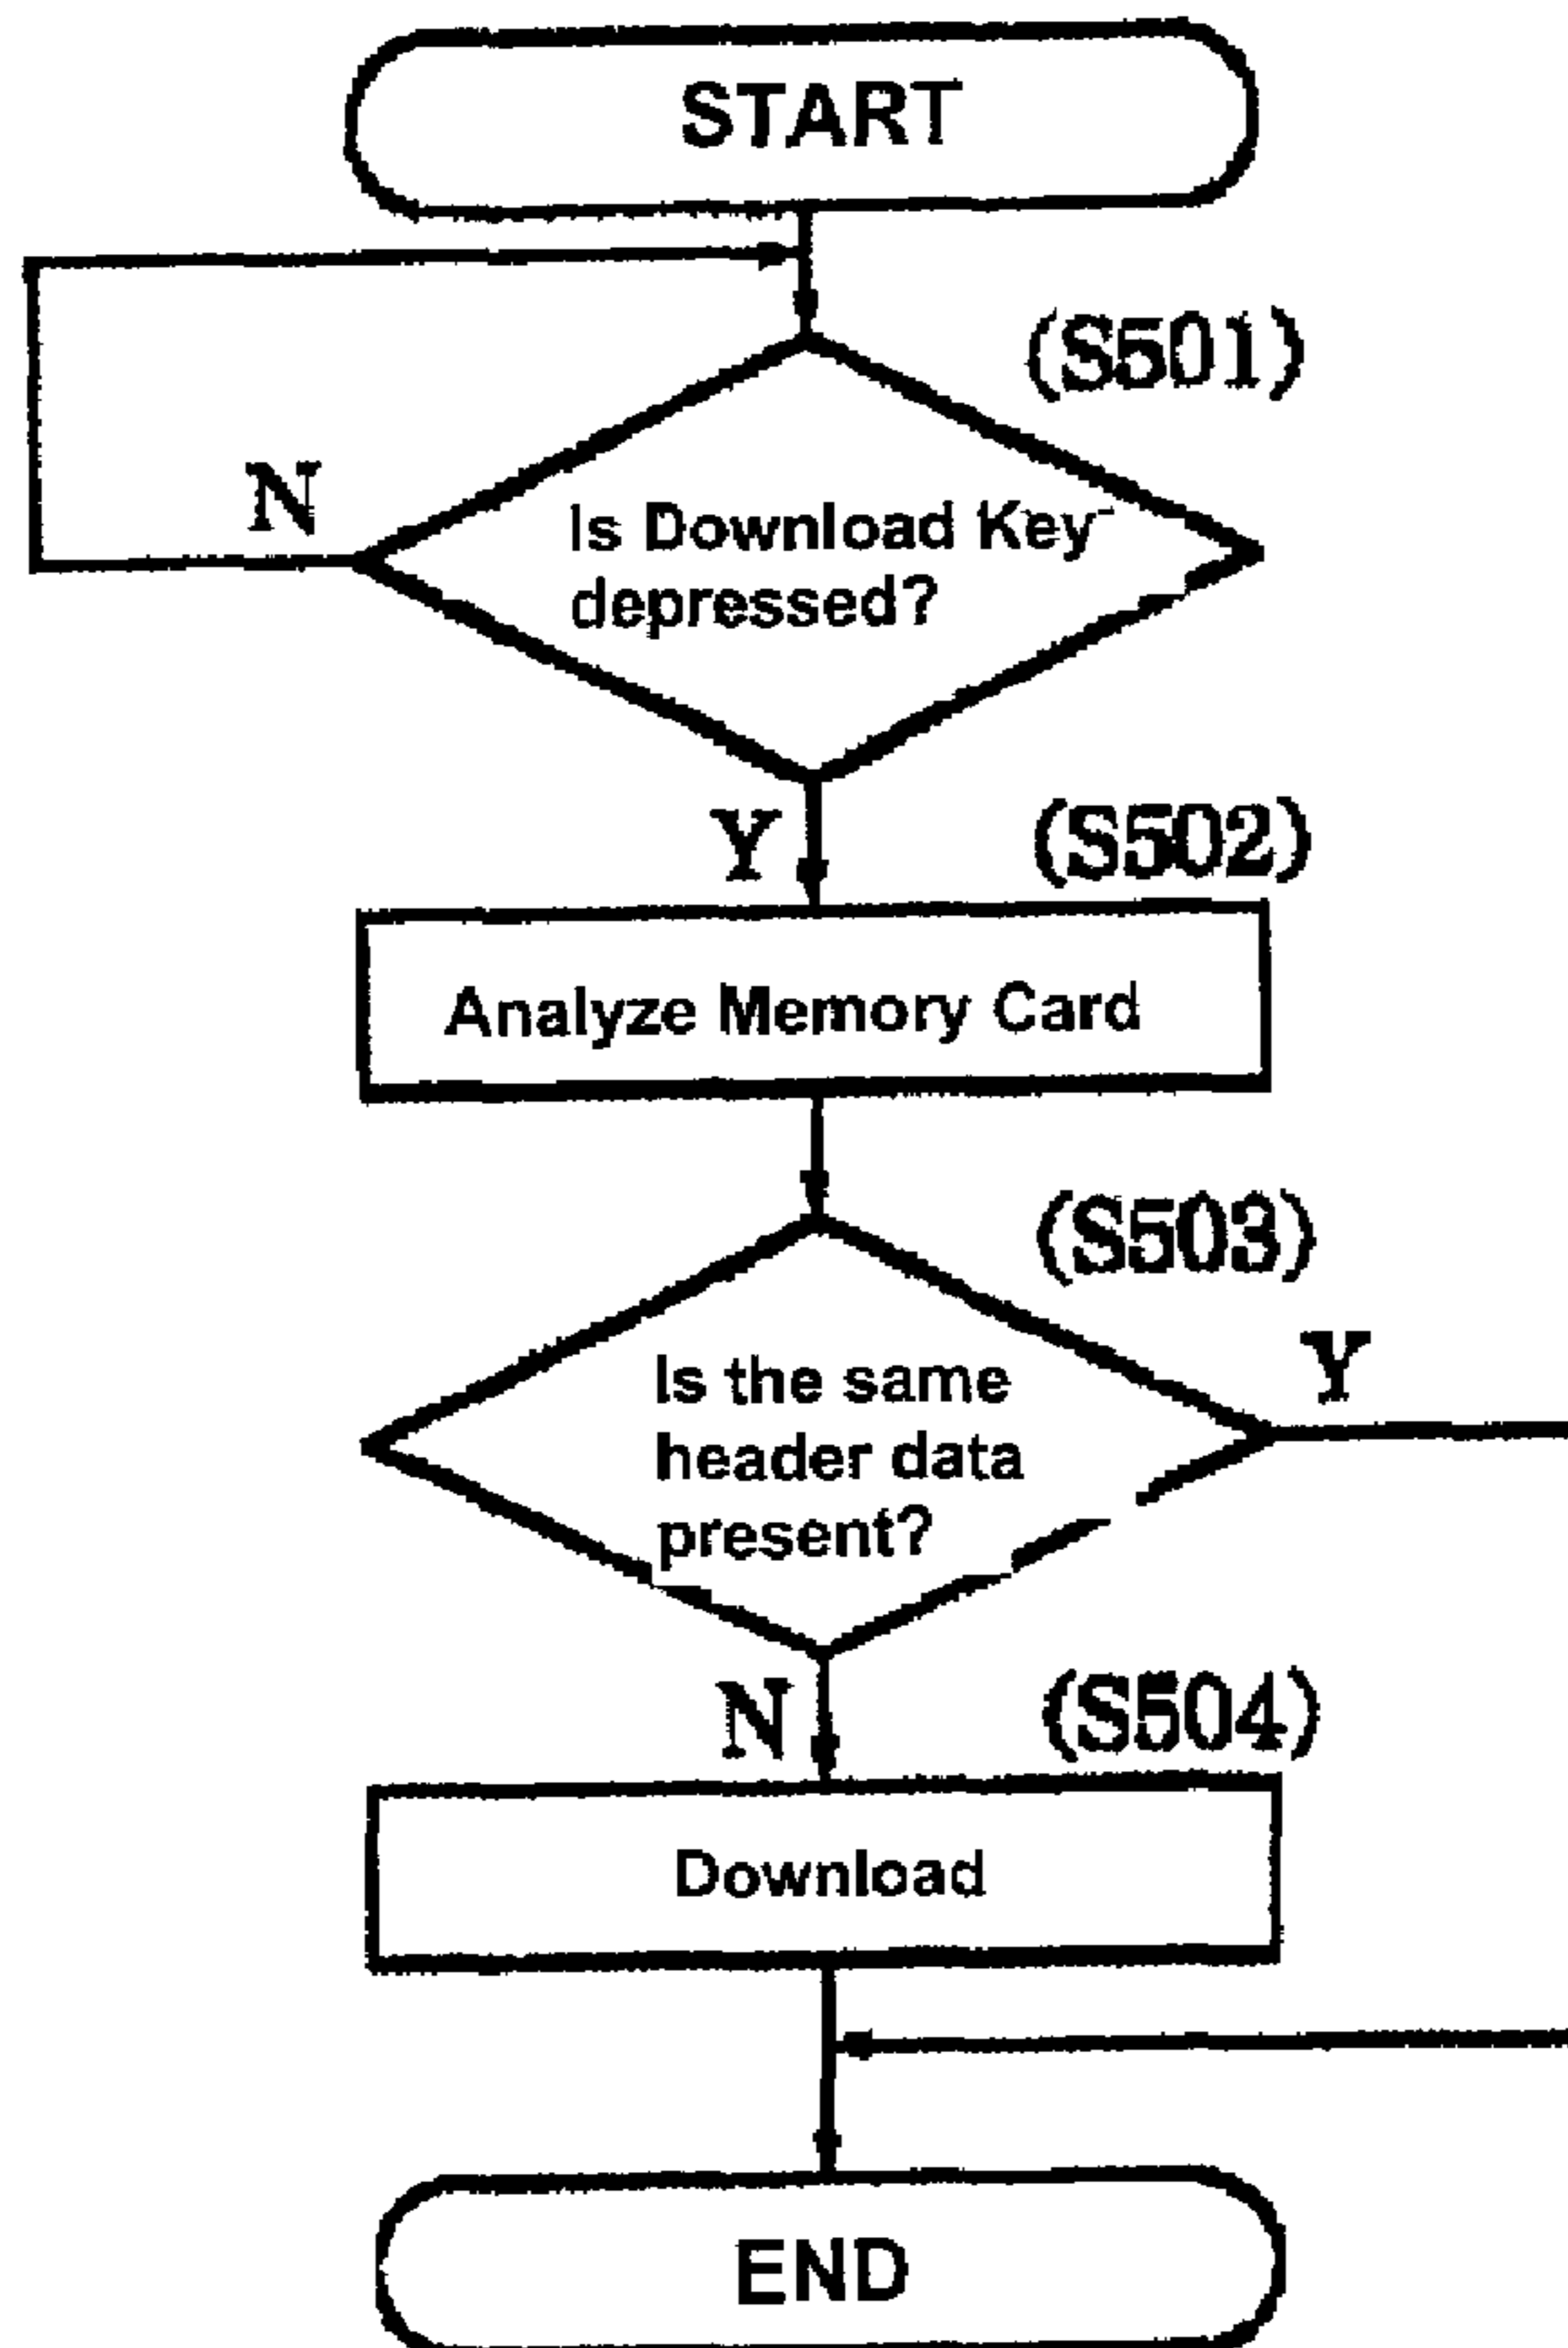 START
(S501)
N
Is Download Key
depressed?
Y
(S502)
Analyze Memory Card
(S503)
Y
Is the same
header data
present?
N
(S504)
Download
END